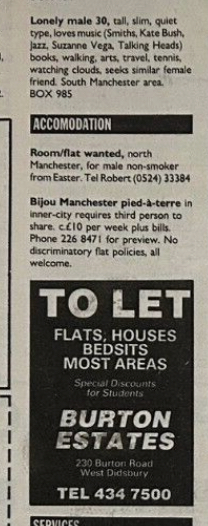 Lonely male 30, tall, slim, quiet
type, loves music (Smiths, Kate Bush,
Jazz, Suzanne Vega, Talking Heads)
books, walking, arts, travel, tennis,
watching clouds, seeks similar female
friend. South Manchester area.
BOX 985
ACCOMODATION
Room/flat wanted, north
Manchester, for male non-smoker
from Easter. Tel Robert (0524) 33384
Bijou Manchester pied-à-terre in
inner-city requires third person to
share. c.£10 per week plus bills.
Phone 226 8471 for preview. No
discriminatory flat policies, all
welcome.
TO LET
FLATS, HOUSES
BEDSITS
MOST AREAS
Special Discounts
for Students
BURTON
ESTATES
230 Burton Road
West Didsbury
TEL 434 7500
SERVICES